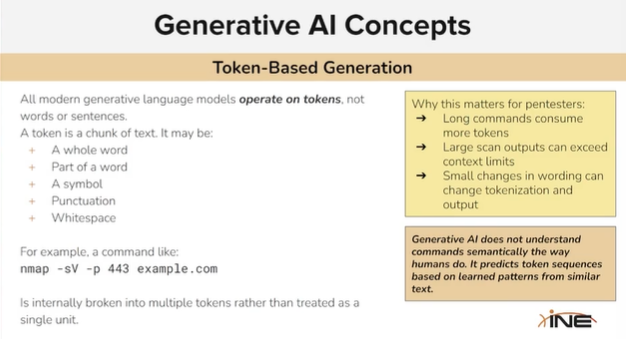 Generative AI Concepts
Token-Based Generation
All modern generative language models operate on tokens, not
words or sentences.
A token is a chunk of text. It may be:
+ A whole word
+ Part of a word
+ A symbol
+ Punctuation
+ Whitespace
For example, a command like:
nmap -sV -p 443 example.com
Is internally broken into multiple tokens rather than treated as a
single unit.
Why this matters for pentesters:
➔ Long commands consume
more tokens
➔ Large scan outputs can exceed
context limits
➔ Small changes in wording can
change tokenization and
output
Generative AI does not understand
commands semantically the way
humans do. It predicts token sequences
based on learned patterns from similar
text.
INE